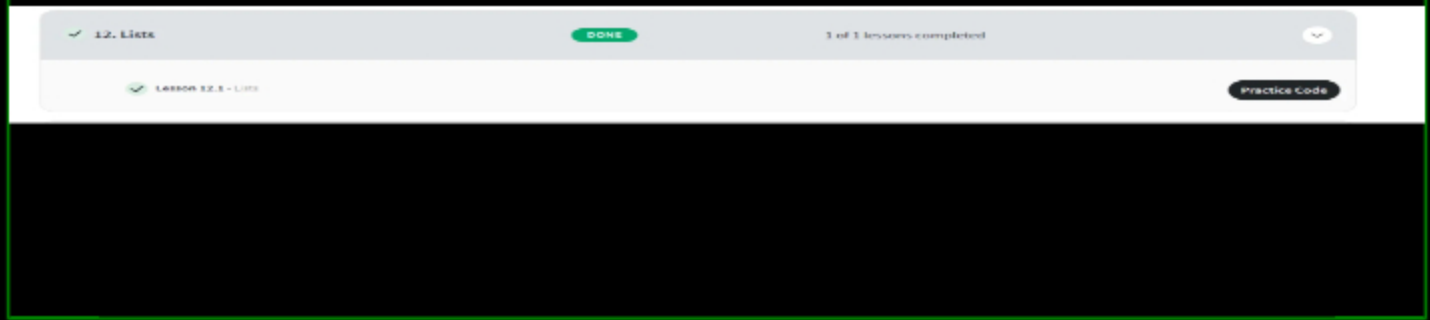 12. Lists DONE 1 of 1 lessons completed
Lesson 12.1 - Lists Practice Code